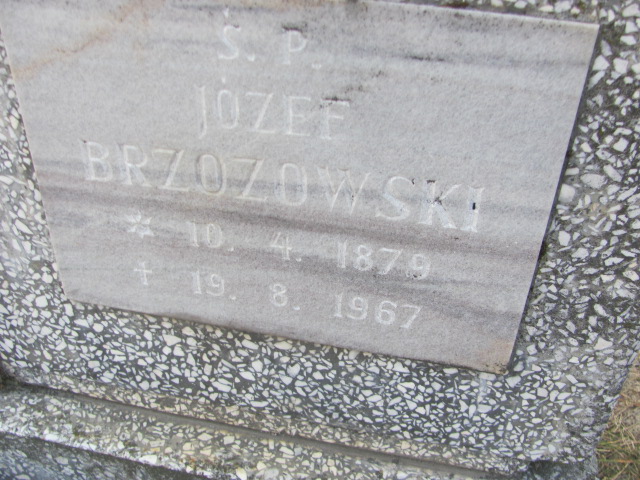 Ś. P.
JÓZEF
BRZOZOWSKI
* 10. 4. 1879
† 19. 8. 1967